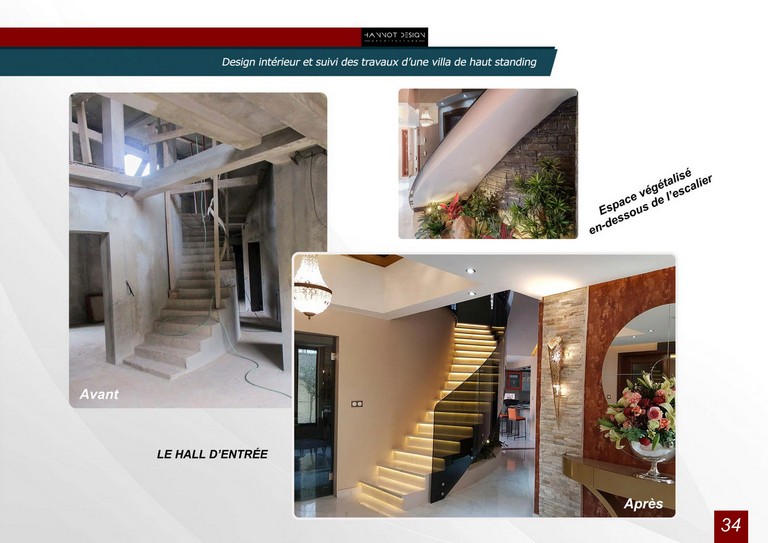 HANNOT DESIGN
Design intérieur et suivi des travaux d’une villa de haut standing
Espace végétalisé
en-dessous de l’escalier
Avant
LE HALL D’ENTRÉE
Après
34